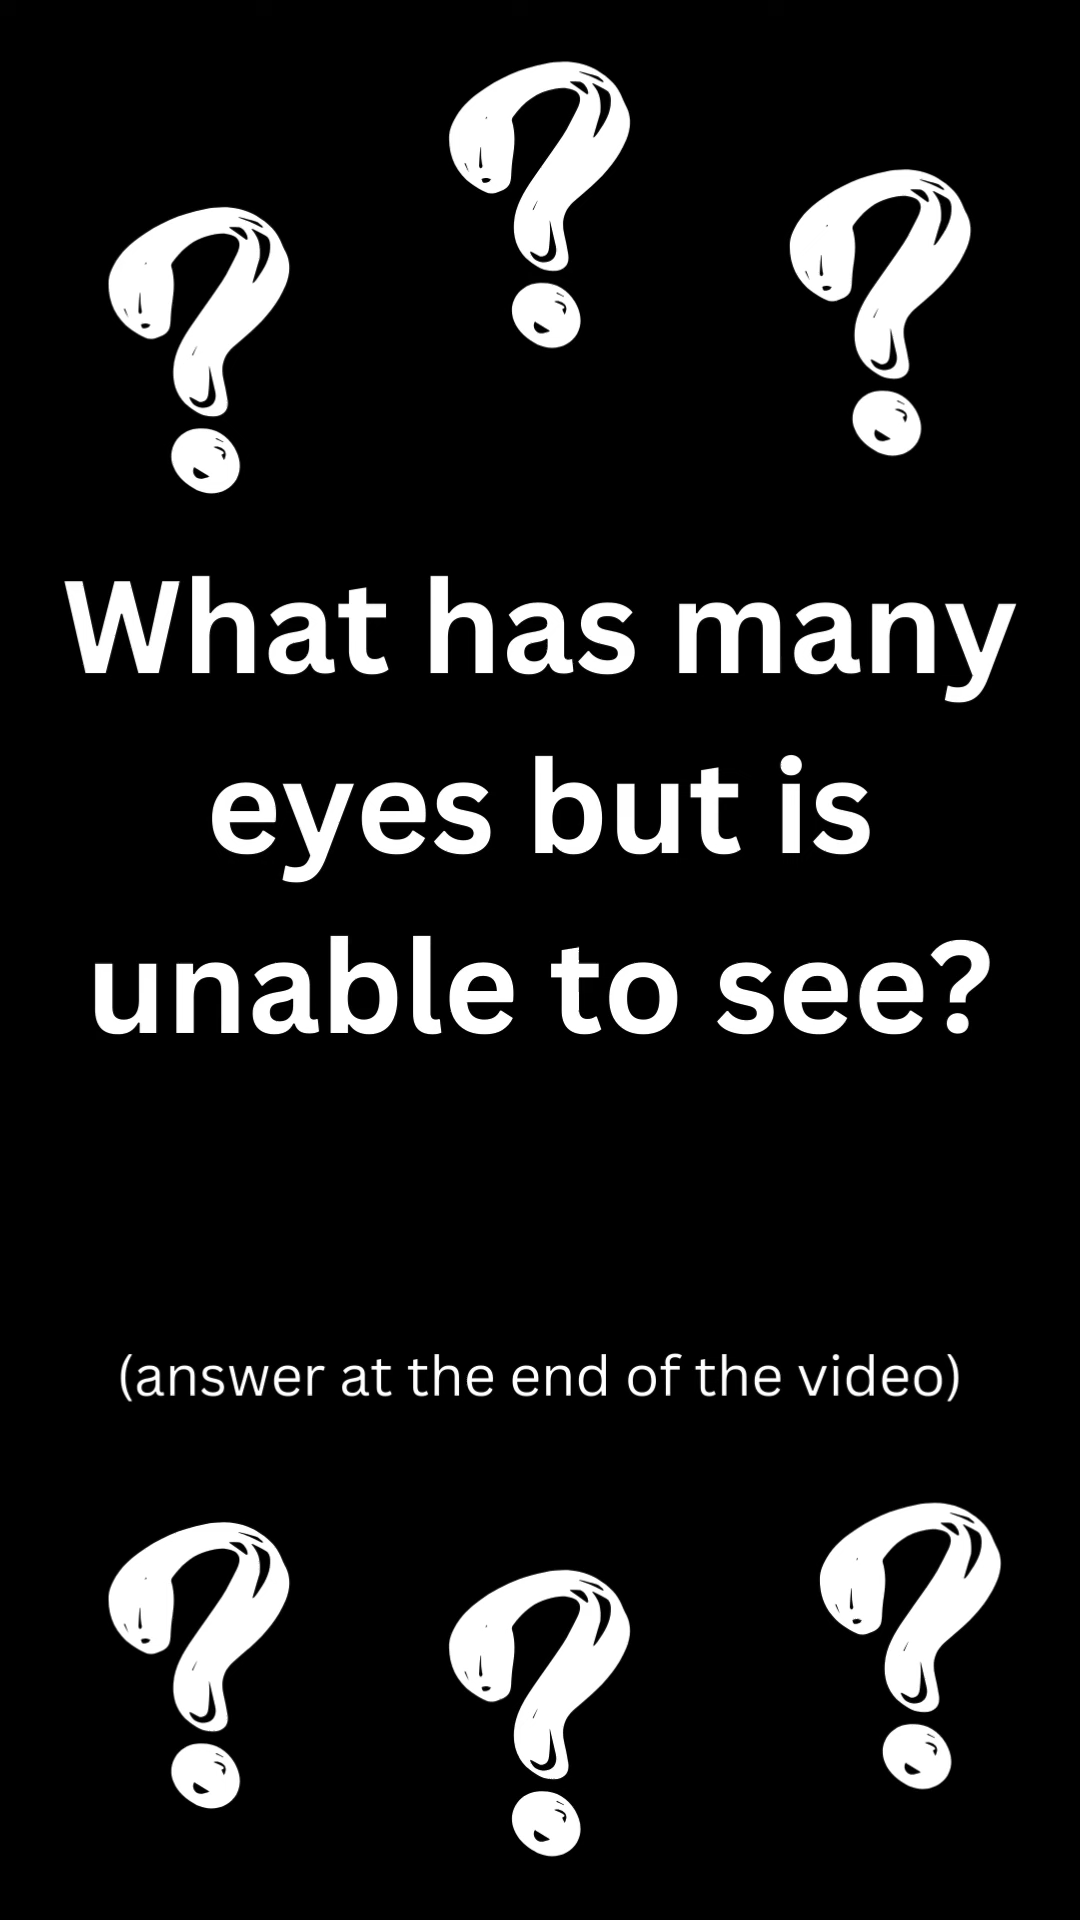 What has many
eyes but is
unable to see?
(answer at the end of the video)